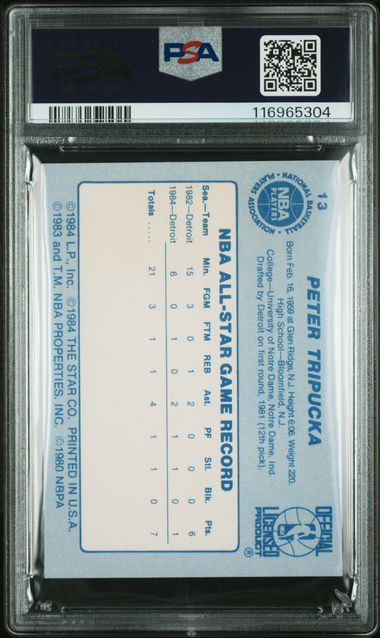 PSA
PSA
116965304
13
NATIONAL BASKETBALL
NBA
PLAYERS
PLAYERS ASSOCIATION
PETER TRIPUCKA
Born Feb. 16, 1959 at Glen Ridge, N.J. Height 6:06. Weight 220.
High School—Bloomfield, N.J.
College—University of Notre Dame, Notre Dame, Ind.
Drafted by Detroit on first round, 1981 (12th pick).
OFFICIAL
LICENSED
PRODUCT
®
NBA ALL-STAR GAME RECORD
Sea.—Team Min. FGM FTM REB Ast. PF Stl. Blk. Pts.
1982—Detroit 15 3 0 1 2 0 0 0 6
1984—Detroit 6 0 1 0 2 1 1 0 1
Totals ..... 21 3 1 1 4 1 1 0 7
©1984 L.P., Inc. ©1984 THE STAR CO. PRINTED IN U.S.A.
©1983 and T.M. NBA PROPERTIES, INC. ©1980 NBPA